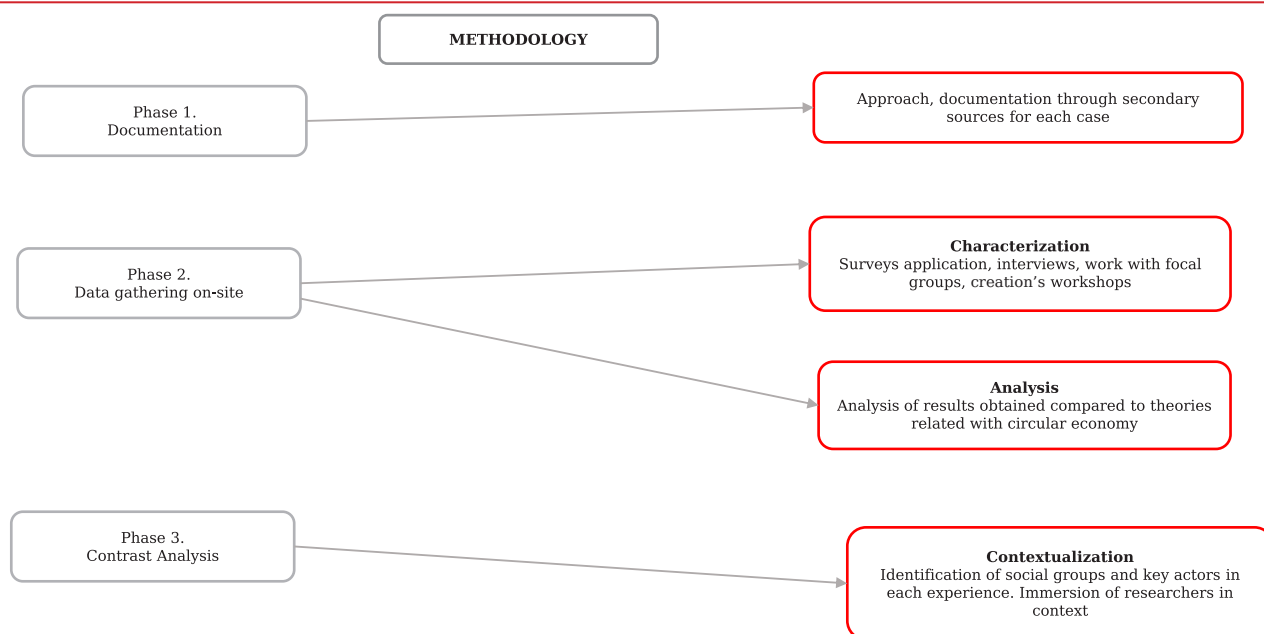 METHODOLOGY
Phase 1.
Documentation
Approach, documentation through secondary
sources for each case
Phase 2.
Data gathering on-site
Characterization
Surveys application, interviews, work with focal
groups, creation’s workshops
Analysis
Analysis of results obtained compared to theories
related with circular economy
Phase 3.
Contrast Analysis
Contextualization
Identification of social groups and key actors in
each experience. Immersion of researchers in
context